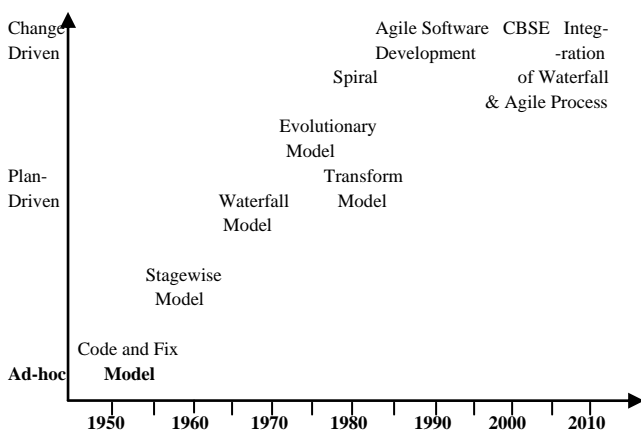 Change Agile Software CBSE Integ-
Driven Development -ration
Spiral of Waterfall
& Agile Process
Evolutionary
Model
Plan- Transform
Driven Waterfall Model
Model
Stagewise
Model
Code and Fix
Ad-hoc Model
1950 1960 1970 1980 1990 2000 2010